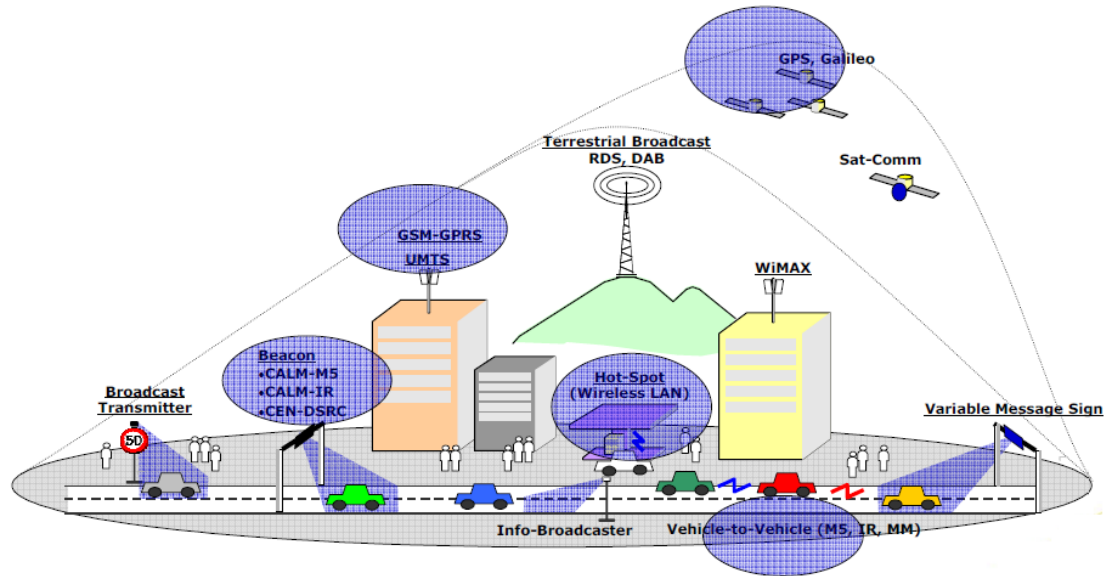 GPS, Galileo
Terrestrial Broadcast
RDS, DAB
Sat-Comm
GSM-GPRS
UMTS
WiMAX
Beacon
•CALM-M5
•CALM-IR
•CEN-DSRC
Hot-Spot
(Wireless LAN)
Broadcast
Transmitter
Variable Message Sign
50
Info-Broadcaster
Vehicle-to-Vehicle (M5, IR, MM)